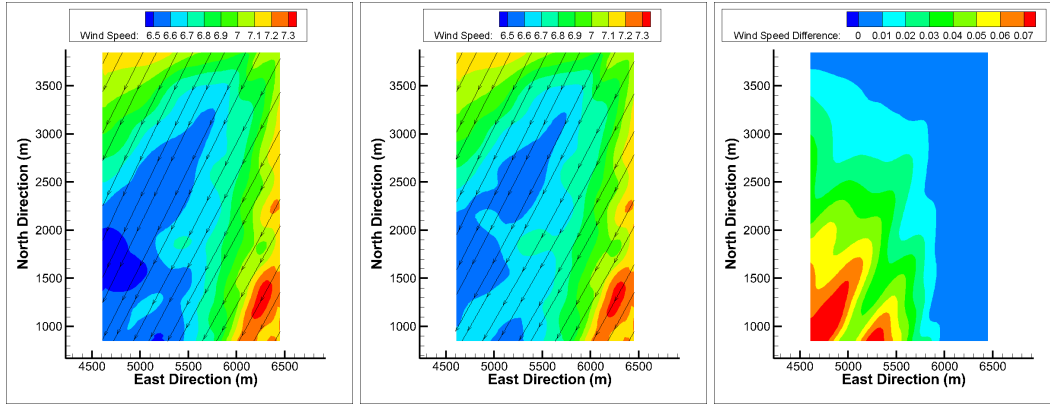 Wind Speed: 6.5 6.6 6.7 6.8 6.9 7 7.1 7.2 7.3
3500
3000
2500
2000
1500
1000
North Direction (m)
4500 5000 5500 6000 6500
East Direction (m)
Wind Speed: 6.5 6.6 6.7 6.8 6.9 7 7.1 7.2 7.3
3500
3000
2500
2000
1500
1000
North Direction (m)
4500 5000 5500 6000 6500
East Direction (m)
Wind Speed Difference: 0 0.01 0.02 0.03 0.04 0.05 0.06 0.07
3500
3000
2500
2000
1500
1000
North Direction (m)
4500 5000 5500 6000 6500
East Direction (m)